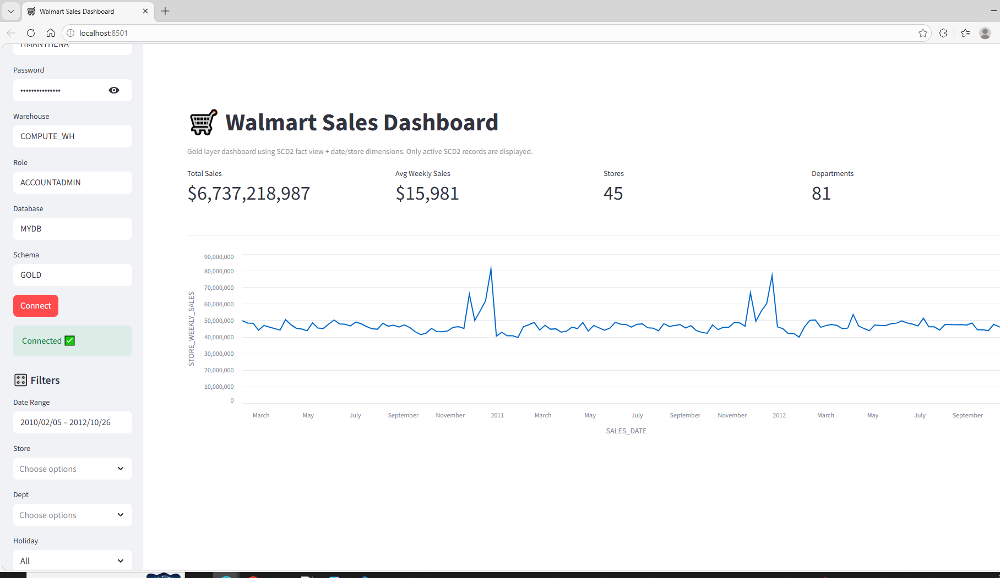 Walmart Sales Dashboard
localhost:8501
HMANTHENA
Password
•••••••••••••••
Warehouse
COMPUTE_WH
Role
ACCOUNTADMIN
Database
MYDB
Schema
GOLD
Connect
Connected
Filters
Date Range
2010/02/05 – 2012/10/26
Store
Choose options
Dept
Choose options
Holiday
All
Walmart Sales Dashboard
Gold layer dashboard using SCD2 fact view + date/store dimensions. Only active SCD2 records are displayed.
Total Sales
$6,737,218,987
Avg Weekly Sales
$15,981
Stores
45
Departments
81
STORE_WEEKLY_SALES
90,000,000
80,000,000
70,000,000
60,000,000
50,000,000
40,000,000
30,000,000
20,000,000
10,000,000
0
March May July September November 2011 March May July September November 2012 March May July September
SALES_DATE